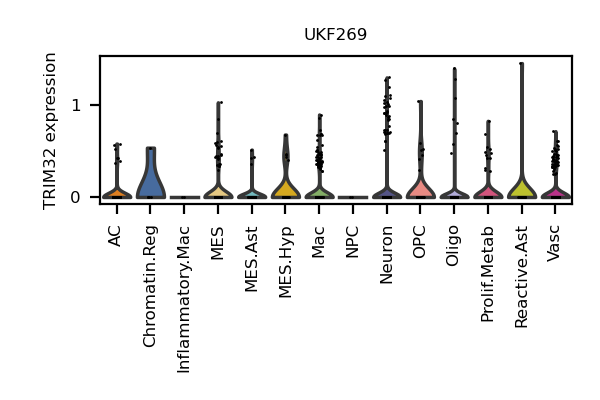 UKF269
TRIM32 expression
1
0
AC
Chromatin.Reg
Inflammatory.Mac
MES
MES.Ast
MES.Hyp
Mac
NPC
Neuron
OPC
Oligo
Prolif.Metab
Reactive.Ast
Vasc